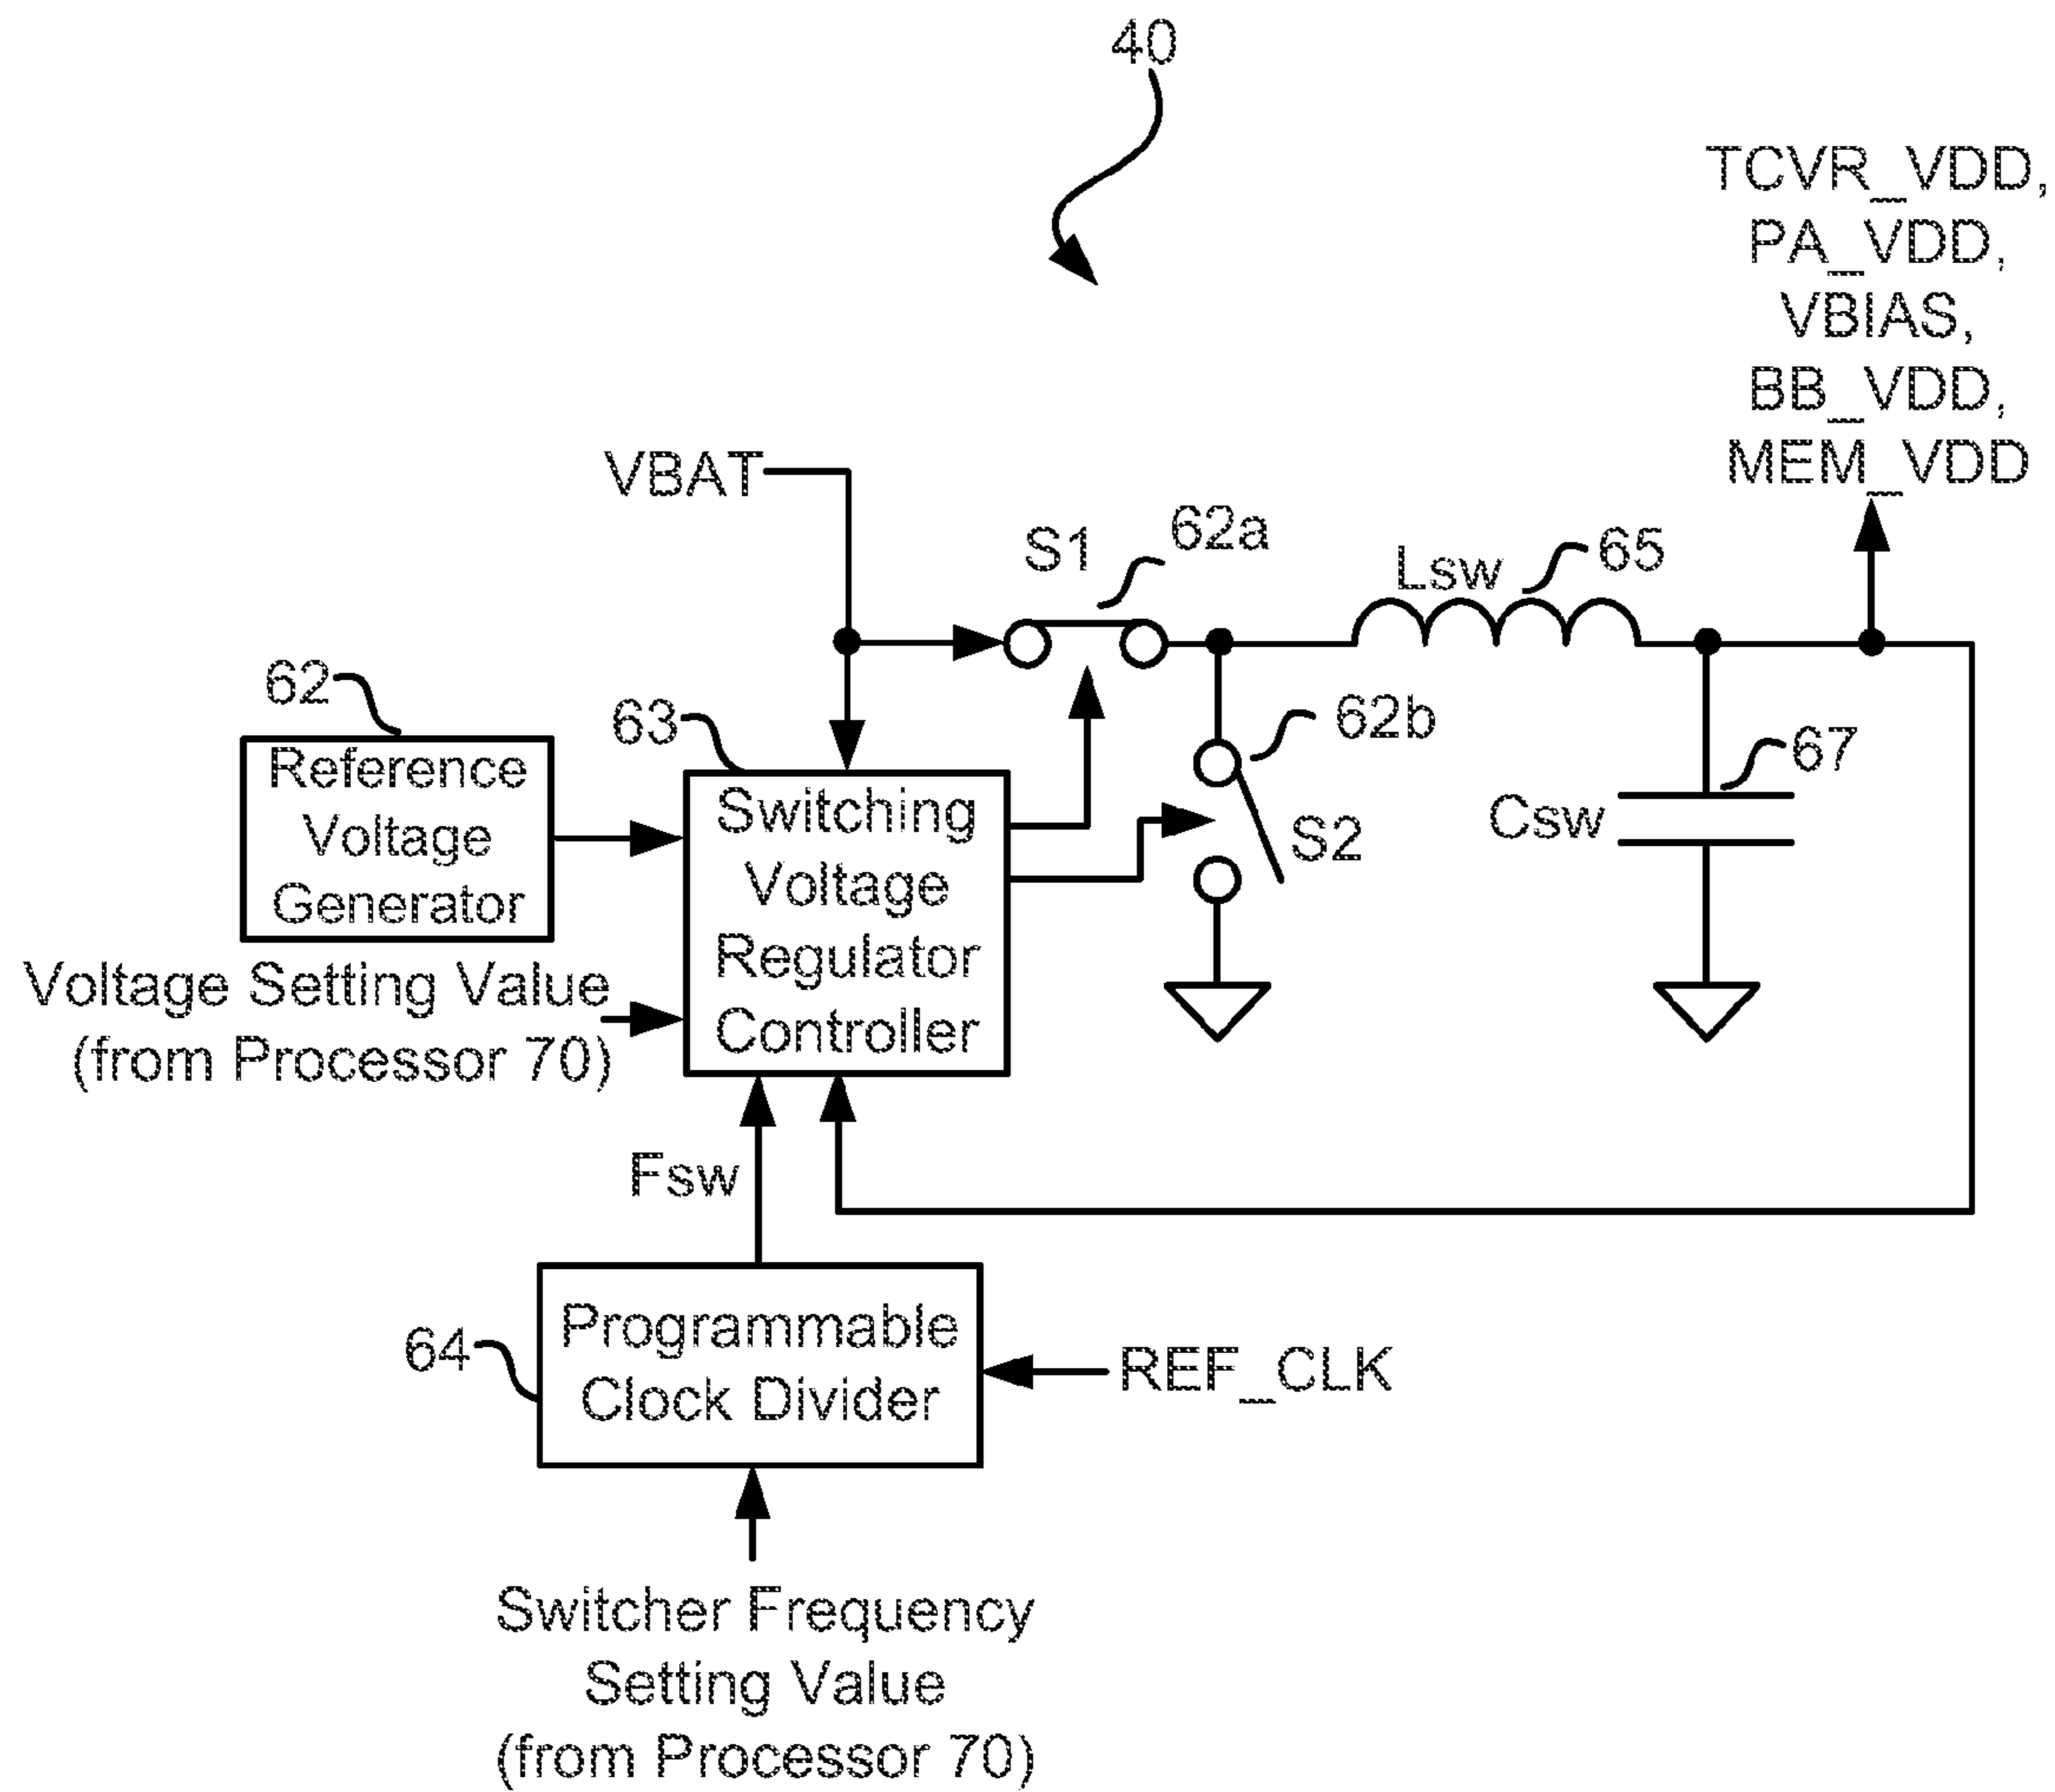 40
TCVR_VDD,
PA_VDD,
VBIAS,
BB_VDD,
MEM_VDD
VBAT
S1
62a
Lsw
65
62
63
62b
67
Reference
Voltage
Generator
Switching
Voltage
Regulator
Controller
S2
Csw
Voltage Setting Value
(from Processor 70)
Fsw
64
Programmable
Clock Divider
REF_CLK
Switcher Frequency
Setting Value
(from Processor 70)